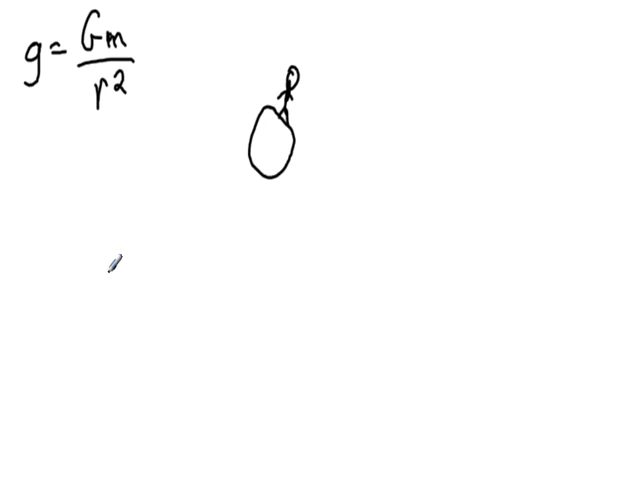 g = Gm/r²